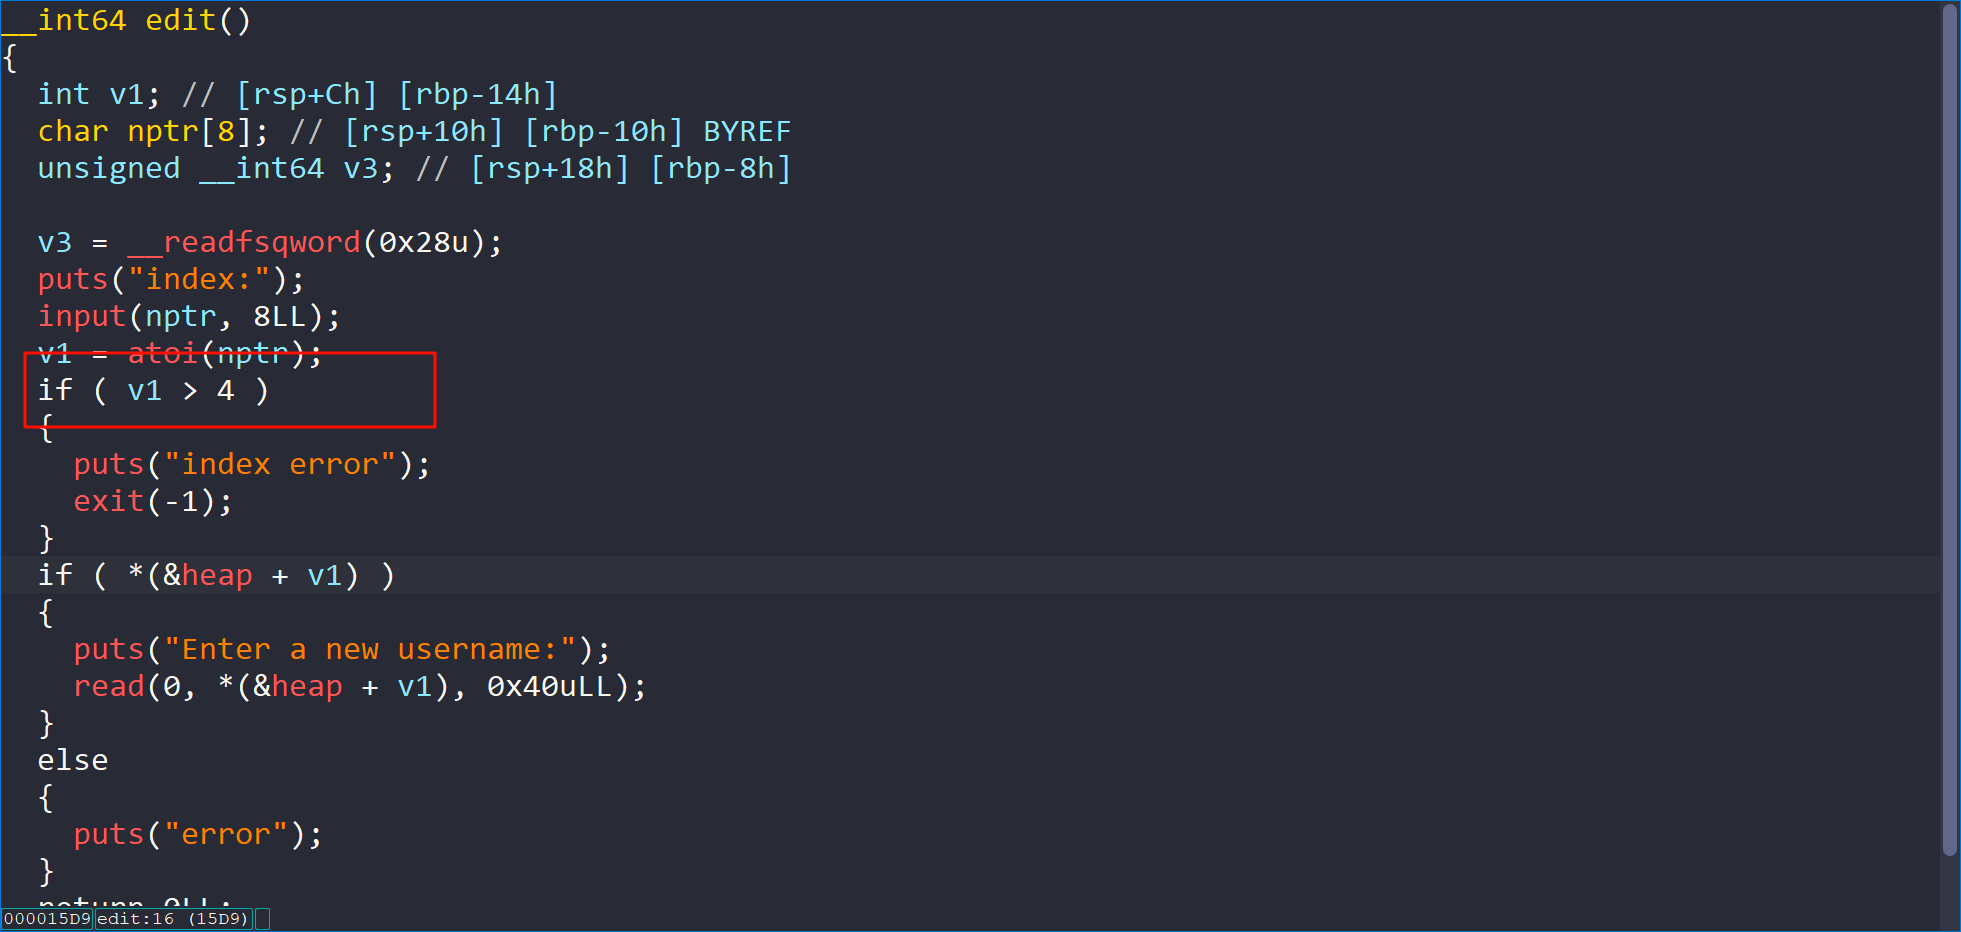 __int64 edit()
{
  int v1; // [rsp+Ch] [rbp-14h]
  char nptr[8]; // [rsp+10h] [rbp-10h] BYREF
  unsigned __int64 v3; // [rsp+18h] [rbp-8h]

  v3 = __readfsqword(0x28u);
  puts("index:");
  input(nptr, 8LL);
  v1 = atoi(nptr);
  if ( v1 > 4 )
  {
    puts("index error");
    exit(-1);
  }
  if ( *(&heap + v1) )
  {
    puts("Enter a new username:");
    read(0, *(&heap + v1), 0x40uLL);
  }
  else
  {
    puts("error");
  }
  return 0LL;
000015D9 edit:16 (15D9)